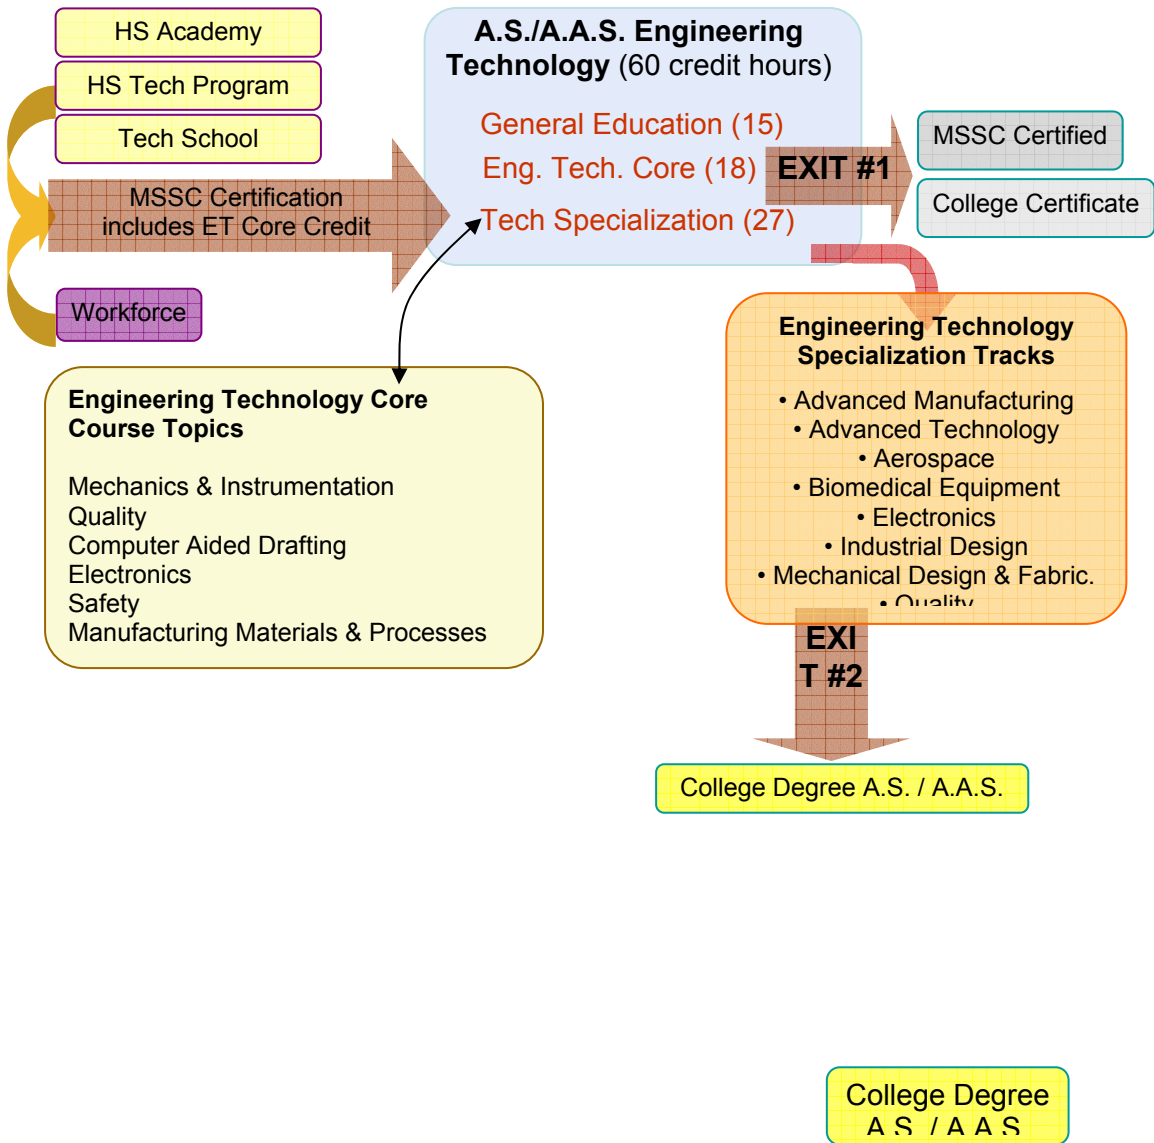 HS Academy
HS Tech Program
Tech School
MSSC Certification
includes ET Core Credit
Workforce
A.S./A.A.S. Engineering
Technology (60 credit hours)
General Education (15)
Eng. Tech. Core (18)
Tech Specialization (27)
EXIT #1
MSSC Certified
College Certificate
Engineering Technology Core
Course Topics
Mechanics & Instrumentation
Quality
Computer Aided Drafting
Electronics
Safety
Manufacturing Materials & Processes
Engineering Technology
Specialization Tracks
• Advanced Manufacturing
• Advanced Technology
• Aerospace
• Biomedical Equipment
• Electronics
• Industrial Design
• Mechanical Design & Fabric.
• Quality
EXI
T #2
College Degree A.S. / A.A.S.
College Degree
A.S. / A.A.S.